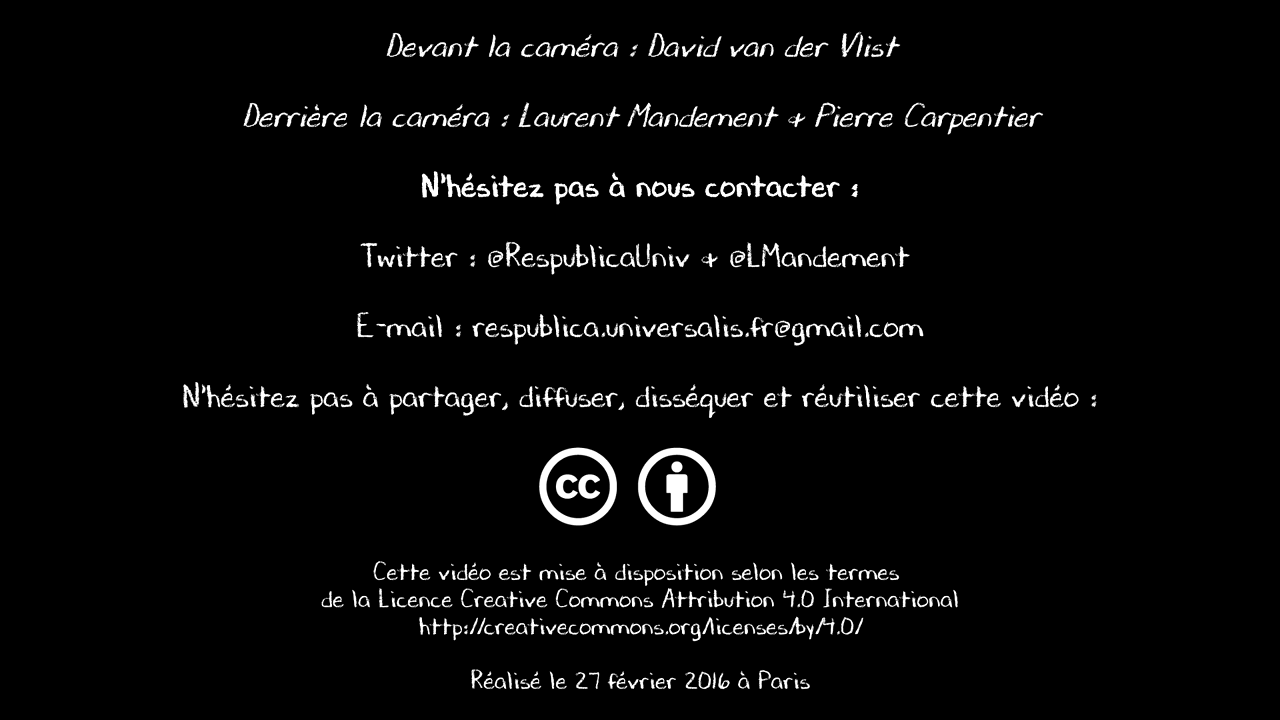 Devant la caméra : David van der Vlist
Derrière la caméra : Laurent Mandement & Pierre Carpentier
N'hésitez pas à nous contacter :
Twitter : @RespublicaUniv & @LMandement
E-mail : respublica.universalis.fr@gmail.com
N'hésitez pas à partager, diffuser, disséquer et réutiliser cette vidéo :
cc
Cette vidéo est mise à disposition selon les termes
de la Licence Creative Commons Attribution 4.0 International
http://creativecommons.org/licenses/by/4.0/
Réalisé le 27 février 2016 à Paris